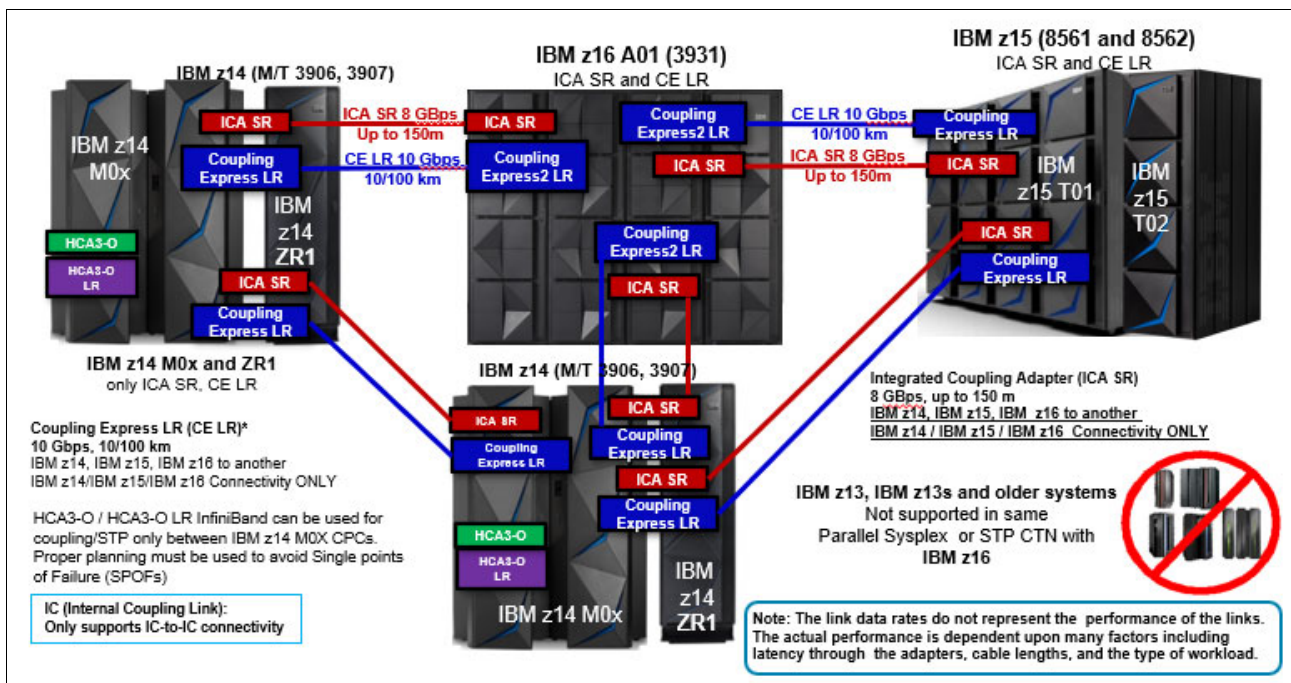 IBM z14 (M/T 3906, 3907)
IBM z14
M0x
ICA SR
Coupling
Express LR
IBM
z14
ZR1
HCA3-O
HCA3-O
LR
ICA SR
Coupling
Express LR
IBM z14 M0x and ZR1
only ICA SR, CE LR
ICA SR 8 GBps
Up to 150m
CE LR 10 Gbps
10/100 km
IBM z16 A01 (3931)
ICA SR and CE LR
ICA SR
Coupling
Express2 LR
Coupling
Express2 LR
ICA SR
Coupling
Express2 LR
ICA SR
CE LR 10 Gbps
10/100 km
ICA SR 8 GBps
Up to 150m
IBM z15 (8561 and 8562)
ICA SR and CE LR
Coupling
Express LR
ICA SR
IBM
z15 T01
IBM
z15
T02
ICA SR
Coupling
Express LR
IBM z14 (M/T 3906, 3907)
ICA SR
Coupling
Express LR
ICA SR
Coupling
Express LR
ICA SR
Coupling
Express LR
HCA3-O
HCA3-O
LR
IBM z14 M0x
IBM
z14
ZR1
Coupling Express LR (CE LR)*
10 Gbps, 10/100 km
IBM z14, IBM z15, IBM z16 to another
IBM z14/IBM z15/IBM z16 Connectivity ONLY
HCA3-O / HCA3-O LR InfiniBand can be used for
coupling/STP only between IBM z14 M0X CPCs.
Proper planning must be used to avoid Single points
of Failure (SPOFs)
IC (Internal Coupling Link):
Only supports IC-to-IC connectivity
Integrated Coupling Adapter (ICA SR)
8 GBps, up to 150 m
IBM z14, IBM z15, IBM z16 to another
IBM z14 / IBM z15 / IBM z16 Connectivity ONLY
IBM z13, IBM z13s and older systems
Not supported in same
Parallel Sysplex or STP CTN with
IBM z16
Note: The link data rates do not represent the performance of the links.
The actual performance is dependent upon many factors including
latency through the adapters, cable lengths, and the type of workload.